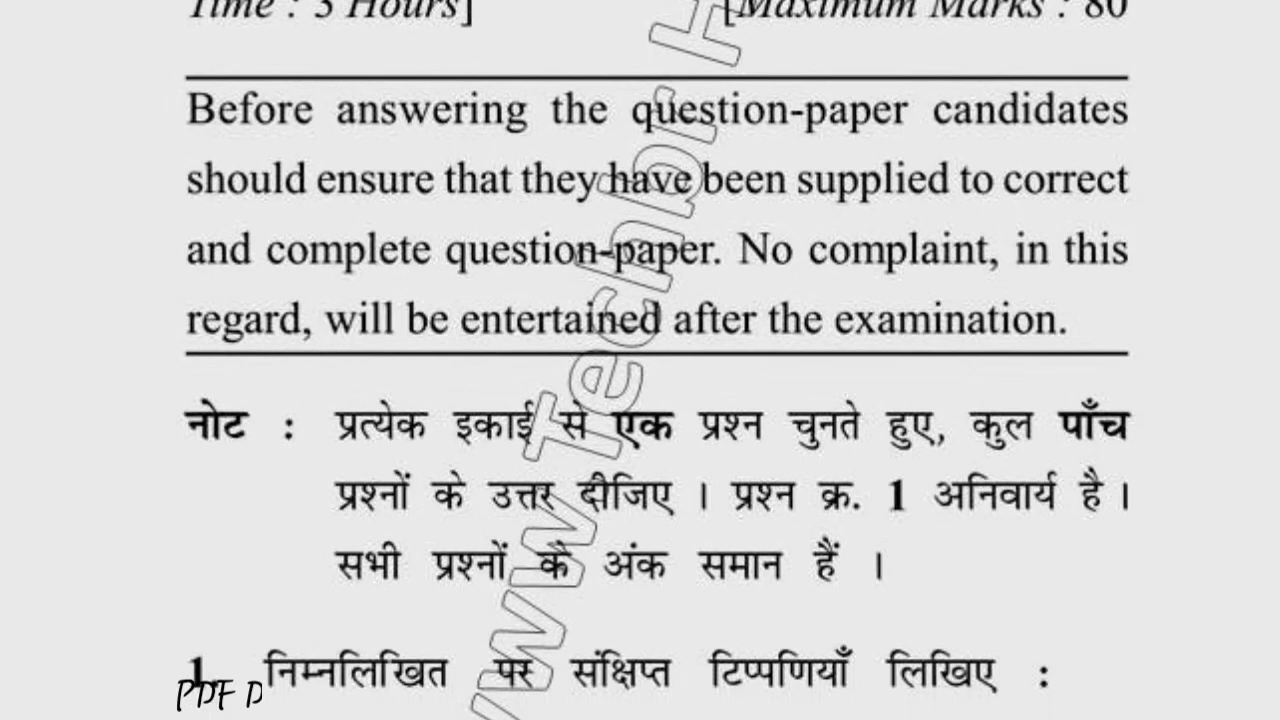 Time : 3 Hours] [Maximum Marks : 80
Before answering the question-paper candidates
should ensure that they have been supplied to correct
and complete question-paper. No complaint, in this
regard, will be entertained after the examination.
नोट : प्रत्येक इकाई से एक प्रश्न चुनते हुए, कुल पाँच
प्रश्नों के उत्तर दीजिए । प्रश्न क्र. 1 अनिवार्य है ।
सभी प्रश्नों के अंक समान हैं ।
1. निम्नलिखित पर संक्षिप्त टिप्पणियाँ लिखिए :
PDF D